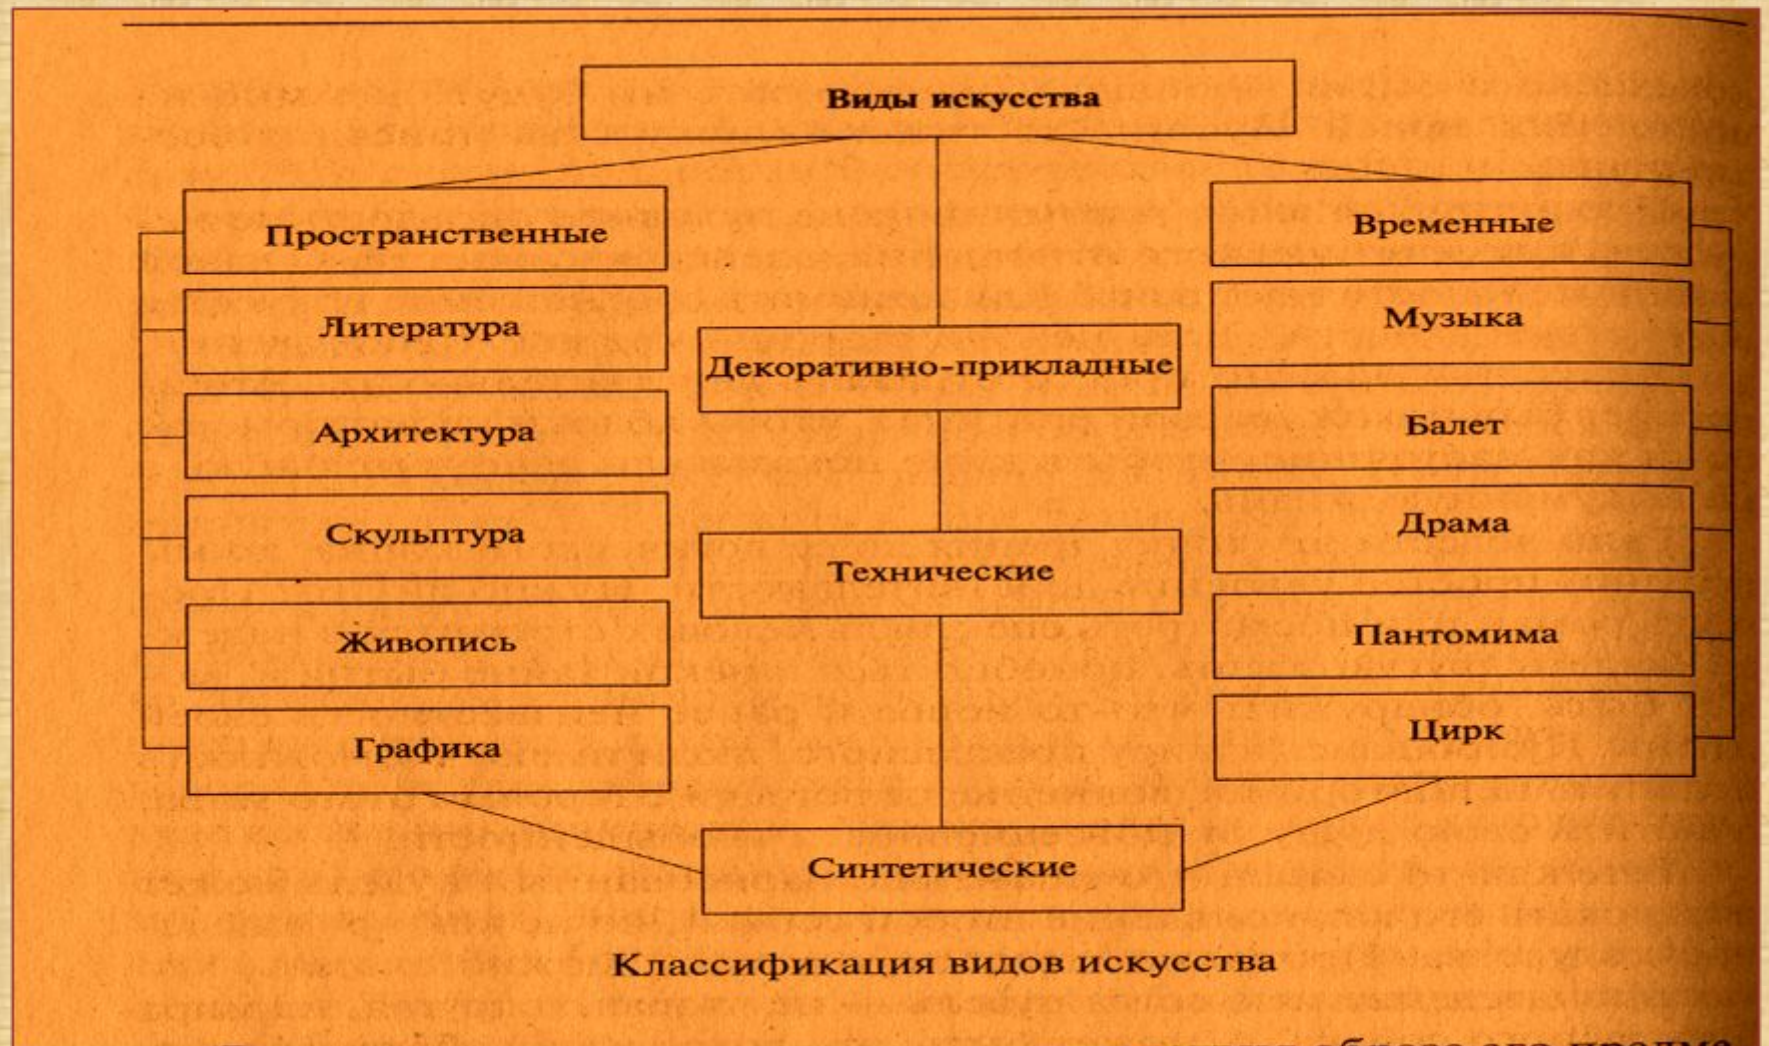 Виды искусства
Пространственные
Литература
Архитектура
Скульптура
Живопись
Графика
Декоративно-прикладные
Технические
Синтетические
Временные
Музыка
Балет
Драма
Пантомима
Цирк
Классификация видов искусства